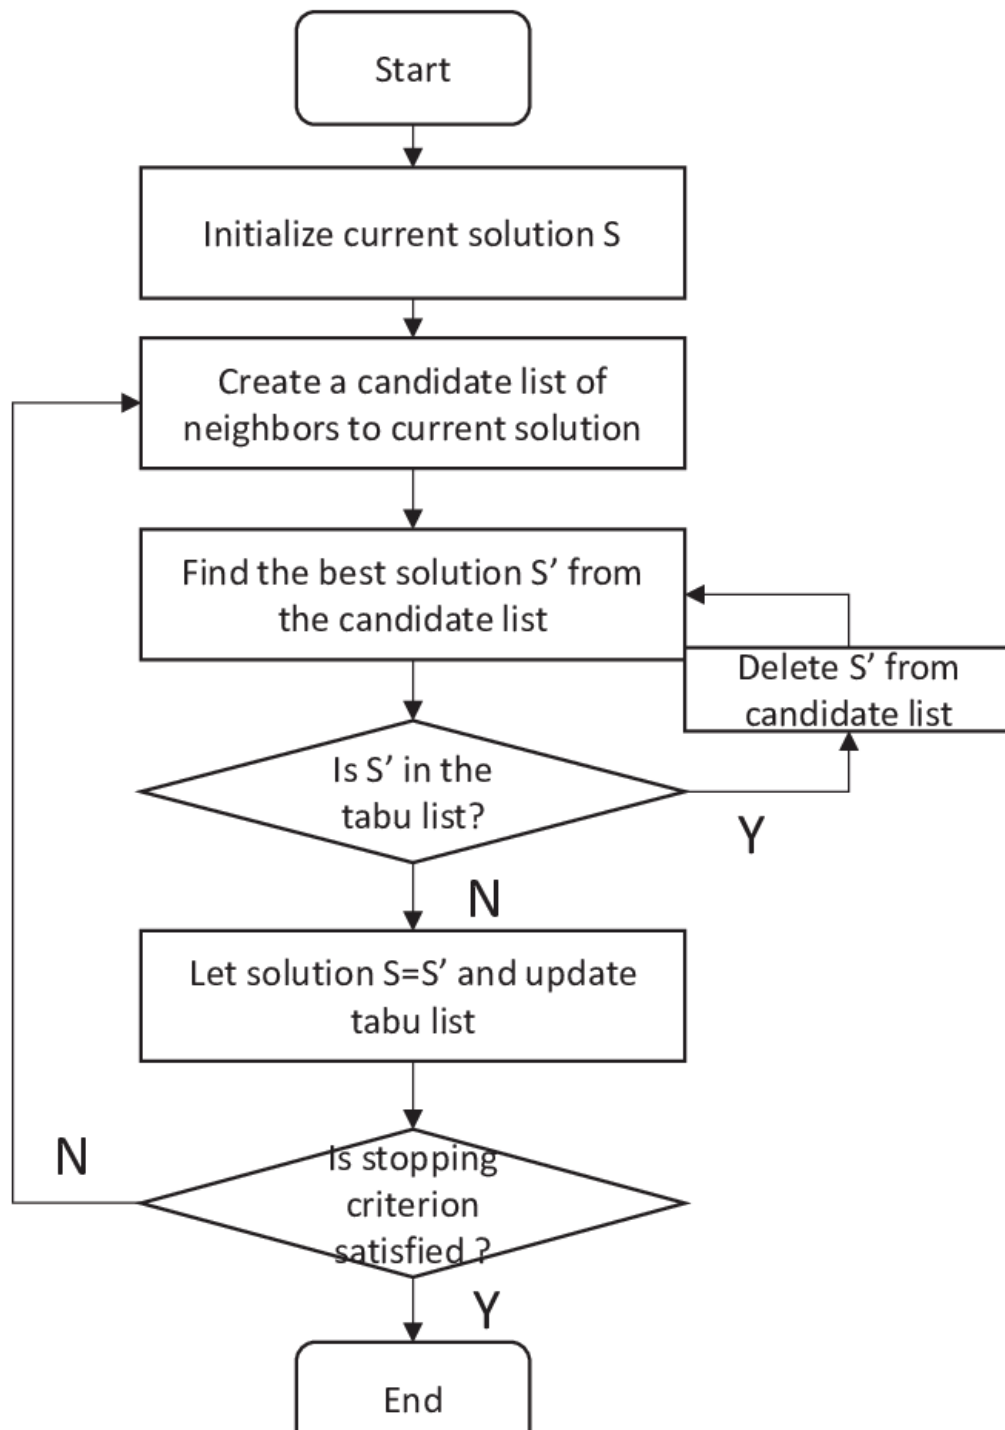 Start
Initialize current solution S
Create a candidate list of
neighbors to current solution
Find the best solution S’ from
the candidate list
Delete S’ from
candidate list
Is S’ in the
tabu list?
Y
N
Let solution S=S’ and update
tabu list
Is stopping
criterion
satisfied ?
N
Y
End